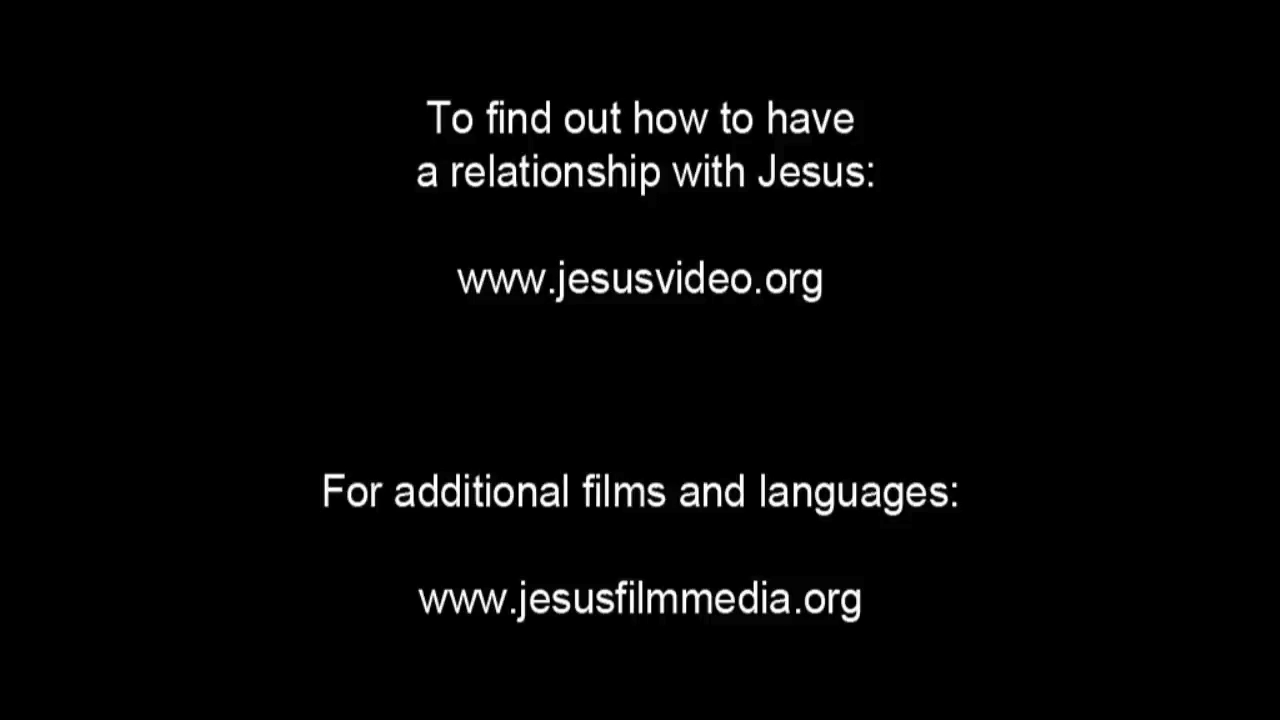 To find out how to have
a relationship with Jesus:
www.jesusvideo.org
For additional films and languages:
www.jesusfilmmedia.org